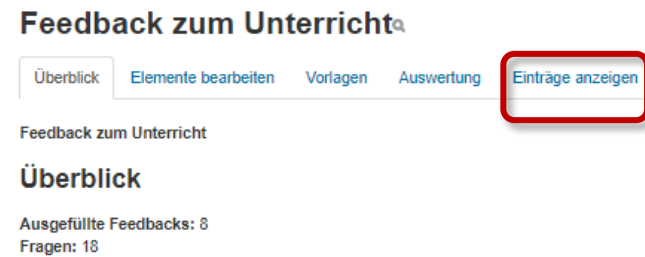 Feedback zum Unterricht
Überblick Elemente bearbeiten Vorlagen Auswertung Einträge anzeigen
Feedback zum Unterricht
Überblick
Ausgefüllte Feedbacks: 8
Fragen: 18